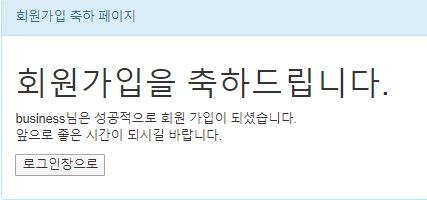 회원가입 축하 페이지
회원가입을 축하드립니다.
business님은 성공적으로 회원 가입이 되셨습니다.
앞으로 좋은 시간이 되시길 바랍니다.
로그인창으로